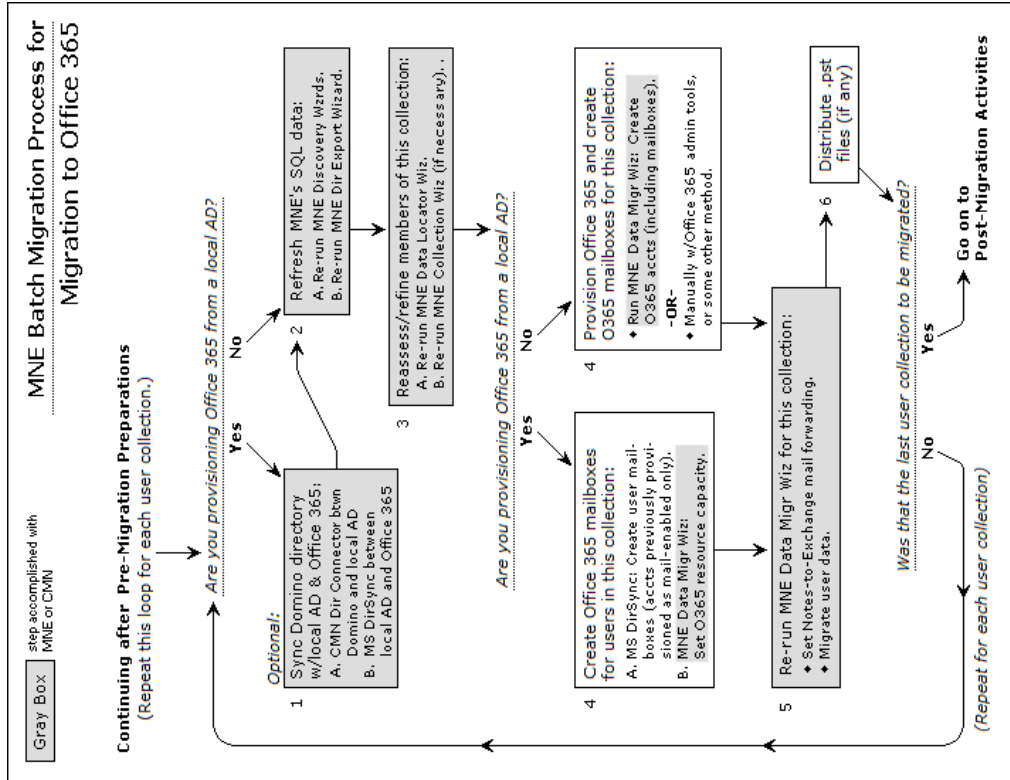 Gray Box
step accomplished with
MNE or CMN
MNE Batch Migration Process for
Migration to Office 365
Continuing after Pre-Migration Preparations
(Repeat this loop for each user collection.)
Are you provisioning Office 365 from a local AD?
Yes
No
Optional:
1
Sync Domino directory
w/local AD & Office 365:
A. CMN Dir Connector btwn
Domino and local AD
B. MS DirSync between
local AD and Office 365
2
Refresh MNE's SQL data:
A. Re-run MNE Discovery Wzrds.
B. Re-run MNE Dir Export Wizard.
3
Reassess/refine members of this collection:
A. Re-run MNE Data Locator Wiz.
B. Re-run MNE Collection Wiz (if necessary). .
Are you provisioning Office 365 from a local AD?
Yes
No
4
Create Office 365 mailboxes
for users in this collection:
A. MS DirSync: Create user mail-
boxes (accts previously provi-
sioned as mail-enabled only).
B. MNE Data Migr Wiz:
Set O365 resource capacity.
4
Provision Office 365 and create
O365 mailboxes for this collection:
◆ Run MNE Data Migr Wiz: Create
O365 accts (including mailboxes).
-OR-
◆ Manually w/Office 365 admin tools,
or some other method.
5
Re-run MNE Data Migr Wiz for this collection:
◆ Set Notes-to-Exchange mail forwarding.
◆ Migrate user data.
6
Distribute .pst
files (if any)
Was that the last user collection to be migrated?
No
Yes
(Repeat for each user collection)
Go on to
Post-Migration Activities